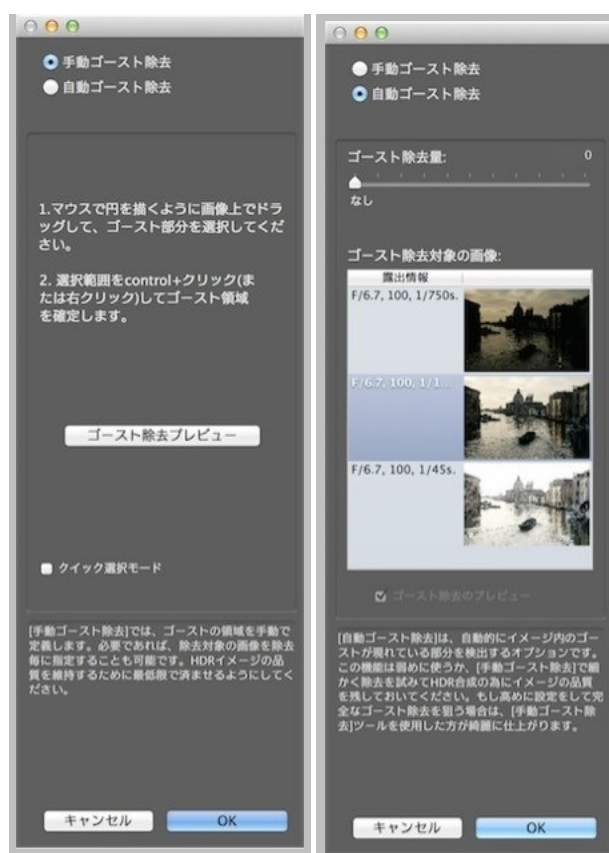 手動ゴースト除去
自動ゴースト除去
1.マウスで円を描くように画像上でドラ
ッグして、ゴースト部分を選択してくだ
さい。
2. 選択範囲をcontrol+クリック(ま
たは右クリック)してゴースト領域
を確定します。
ゴースト除去プレビュー
クイック選択モード
[手動ゴースト除去]では、ゴーストの領域を手動で
定義します。必要であれば、除去対象の画像を除去
毎に指定することも可能です。HDRイメージの品
質を維持するために最低限で済ませるようにしてく
ださい。
キャンセル
OK
手動ゴースト除去
自動ゴースト除去
ゴースト除去量: 0
なし
ゴースト除去対象の画像:
露出情報
F/6.7, 100, 1/750s.
F/6.7, 100, 1/1...
F/6.7, 100, 1/45s.
ゴースト除去のプレビュー
[自動ゴースト除去]は、自動的にイメージ内のゴー
ストが現れている部分を検出するオプションです。
この機能は弱めに使うか、[手動ゴースト除去]で細
かく除去を試みてHDR合成の為にイメージの品質
を残しておいてください。もし高めに設定をして完
全なゴースト除去を狙う場合は、[手動ゴースト除
去]ツールを使用した方が綺麗に仕上がります。
キャンセル
OK